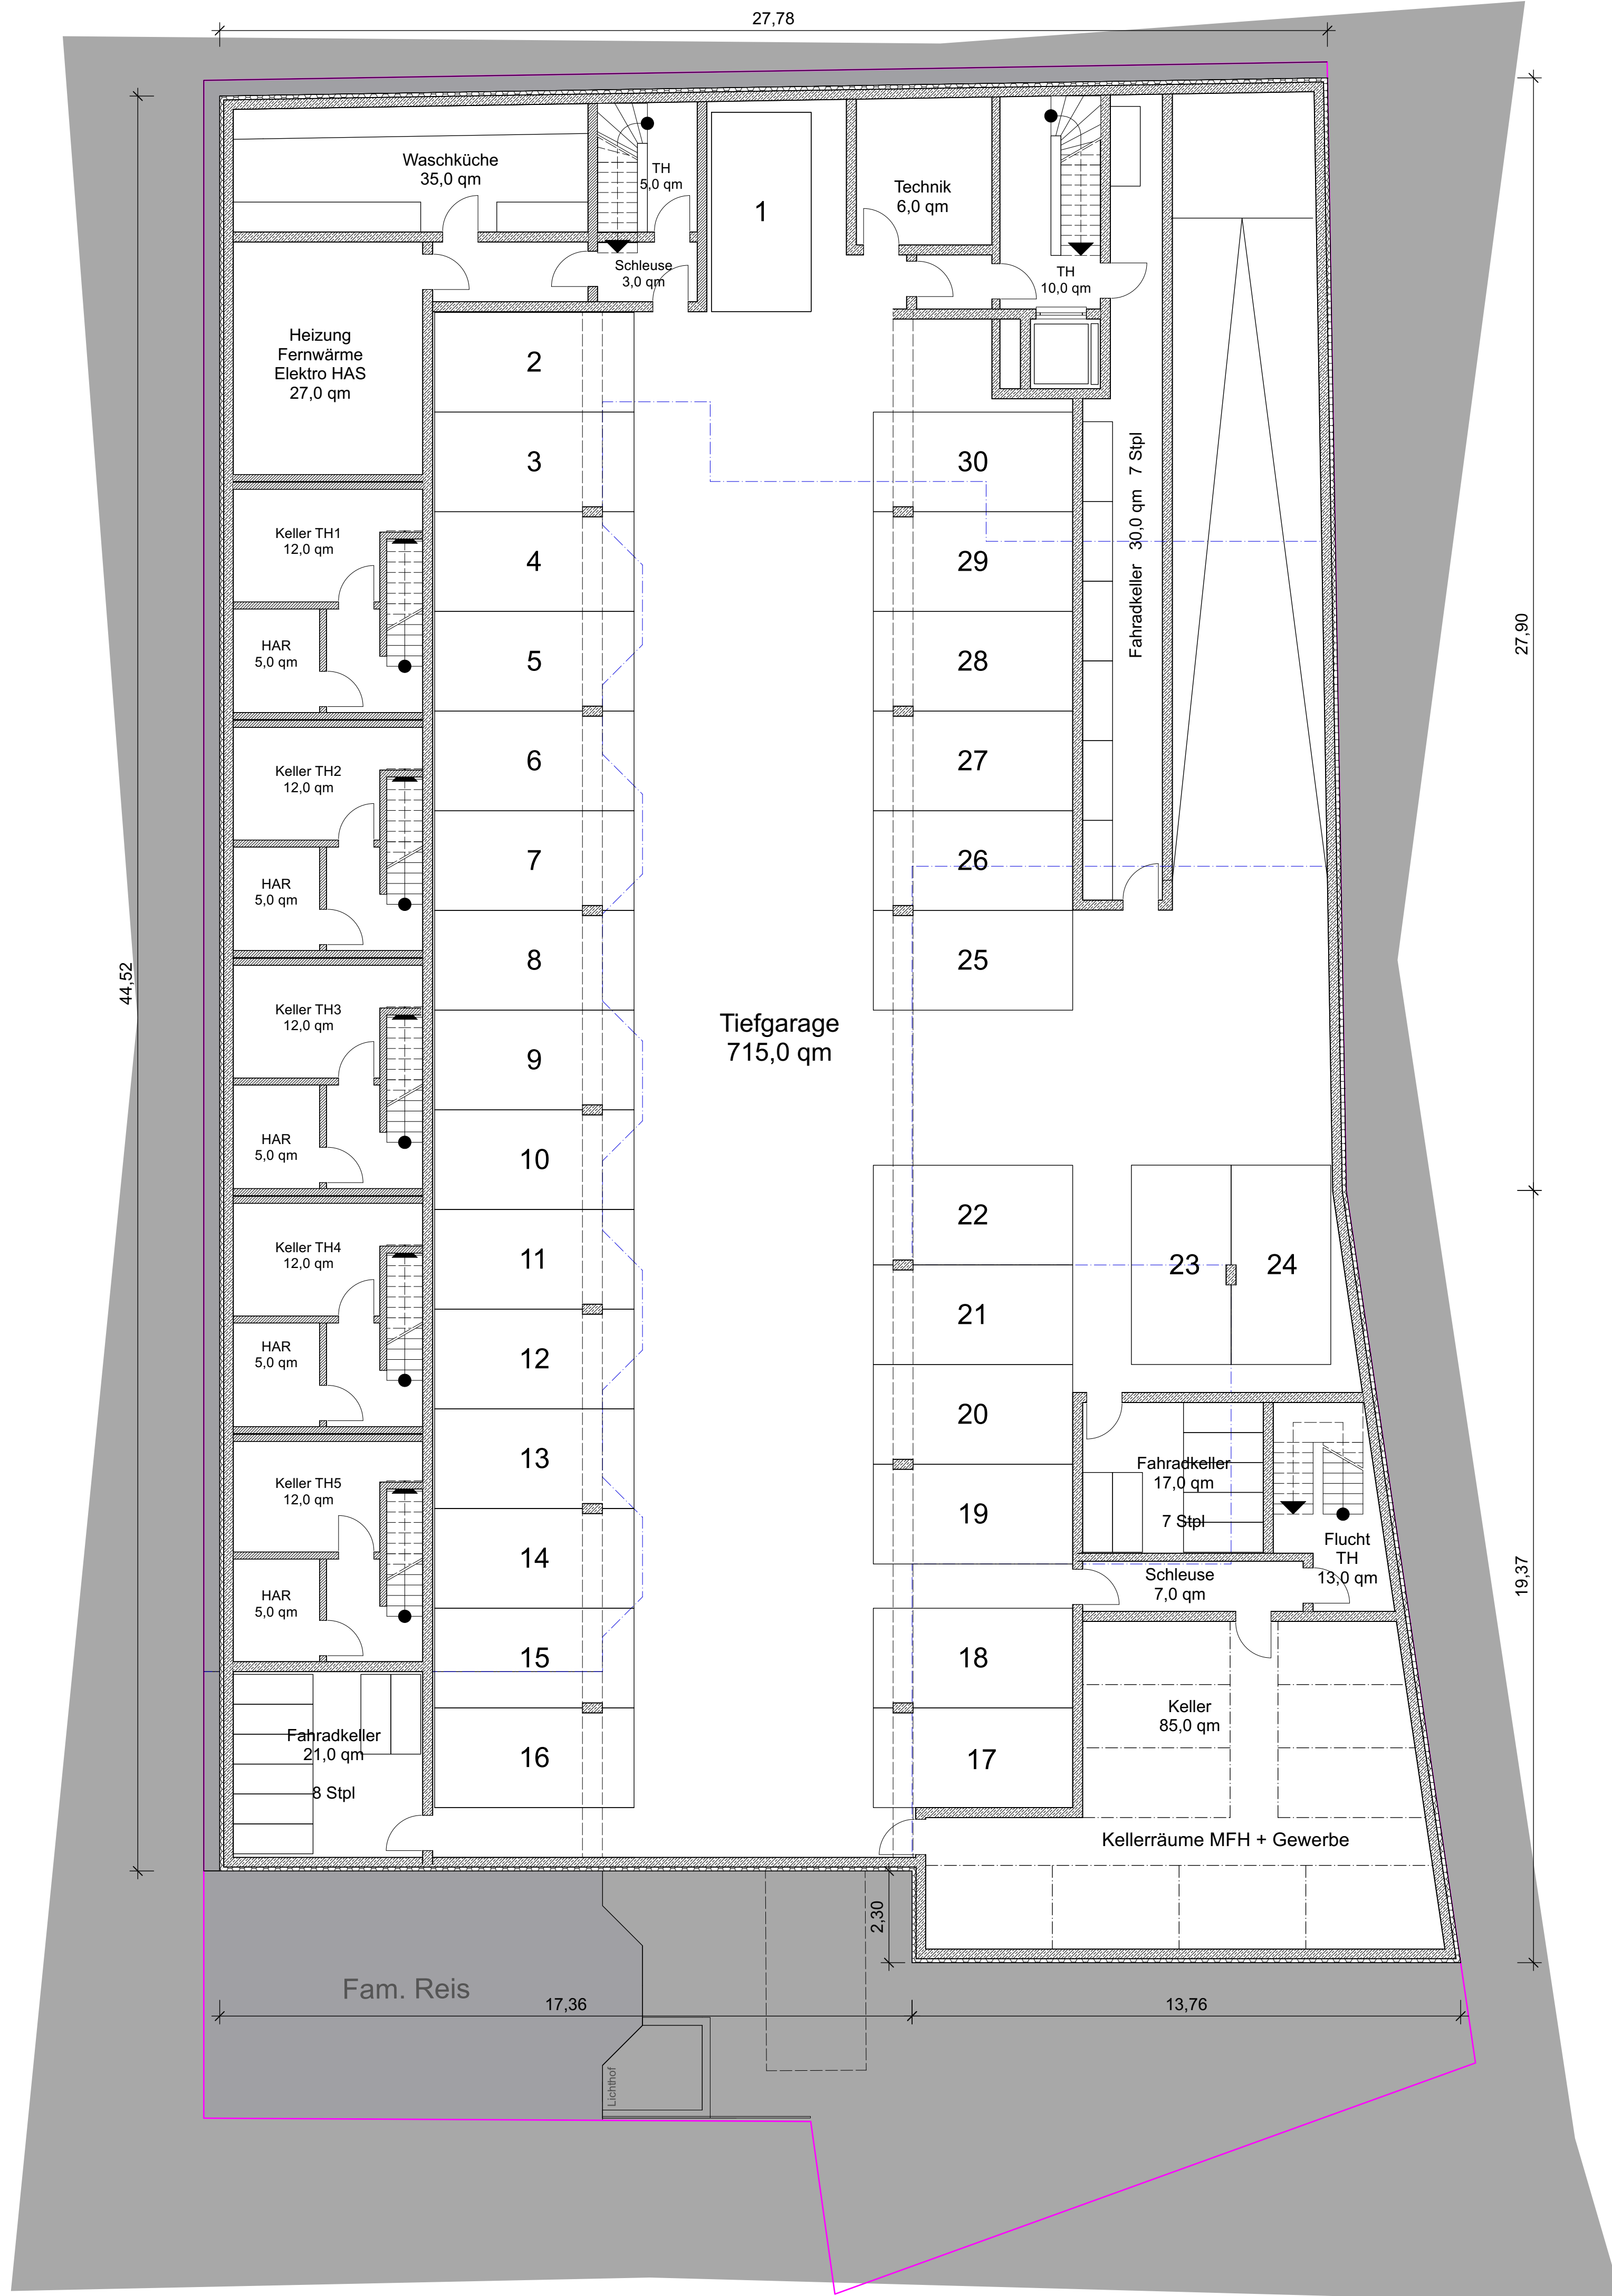 27,78
Waschküche
35,0 qm
TH
5,0 qm
1
Technik
6,0 qm
Schleuse
3,0 qm
TH
10,0 qm
Heizung
Fernwärme
Elektro HAS
27,0 qm
2
3
30
Fahradkeller 30,0 qm 7 Stpl
Keller TH1
12,0 qm
4
29
HAR
5,0 qm
5
28
27,90
Keller TH2
12,0 qm
6
27
HAR
5,0 qm
7
26
44,52
8
25
Keller TH3
12,0 qm
Tiefgarage
715,0 qm
9
HAR
5,0 qm
10
22
Keller TH4
12,0 qm
11
23
24
HAR
5,0 qm
12
21
13
20
Keller TH5
12,0 qm
Fahradkeller
17,0 qm
7 Stpl
14
19
Flucht
TH
13,0 qm
Schleuse
7,0 qm
19,37
HAR
5,0 qm
15
18
Keller
85,0 qm
Fahradkeller
21,0 qm
8 Stpl
16
17
Kellerräume MFH + Gewerbe
2,30
Fam. Reis
17,36
13,76
Lichthof